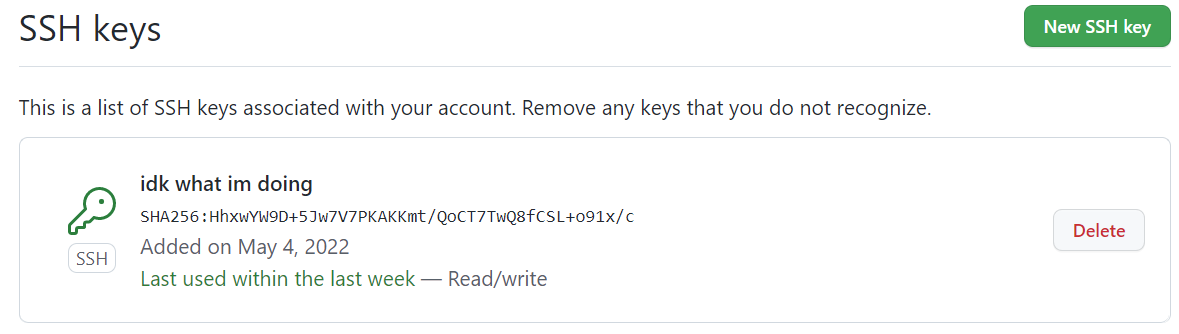 SSH keys
New SSH key
This is a list of SSH keys associated with your account. Remove any keys that you do not recognize.
idk what im doing
SHA256:HhxwYW9D+5Jw7V7PKAKKmt/QoCT7TwQ8fCSL+o91x/c
SSH
Added on May 4, 2022
Last used within the last week — Read/write
Delete